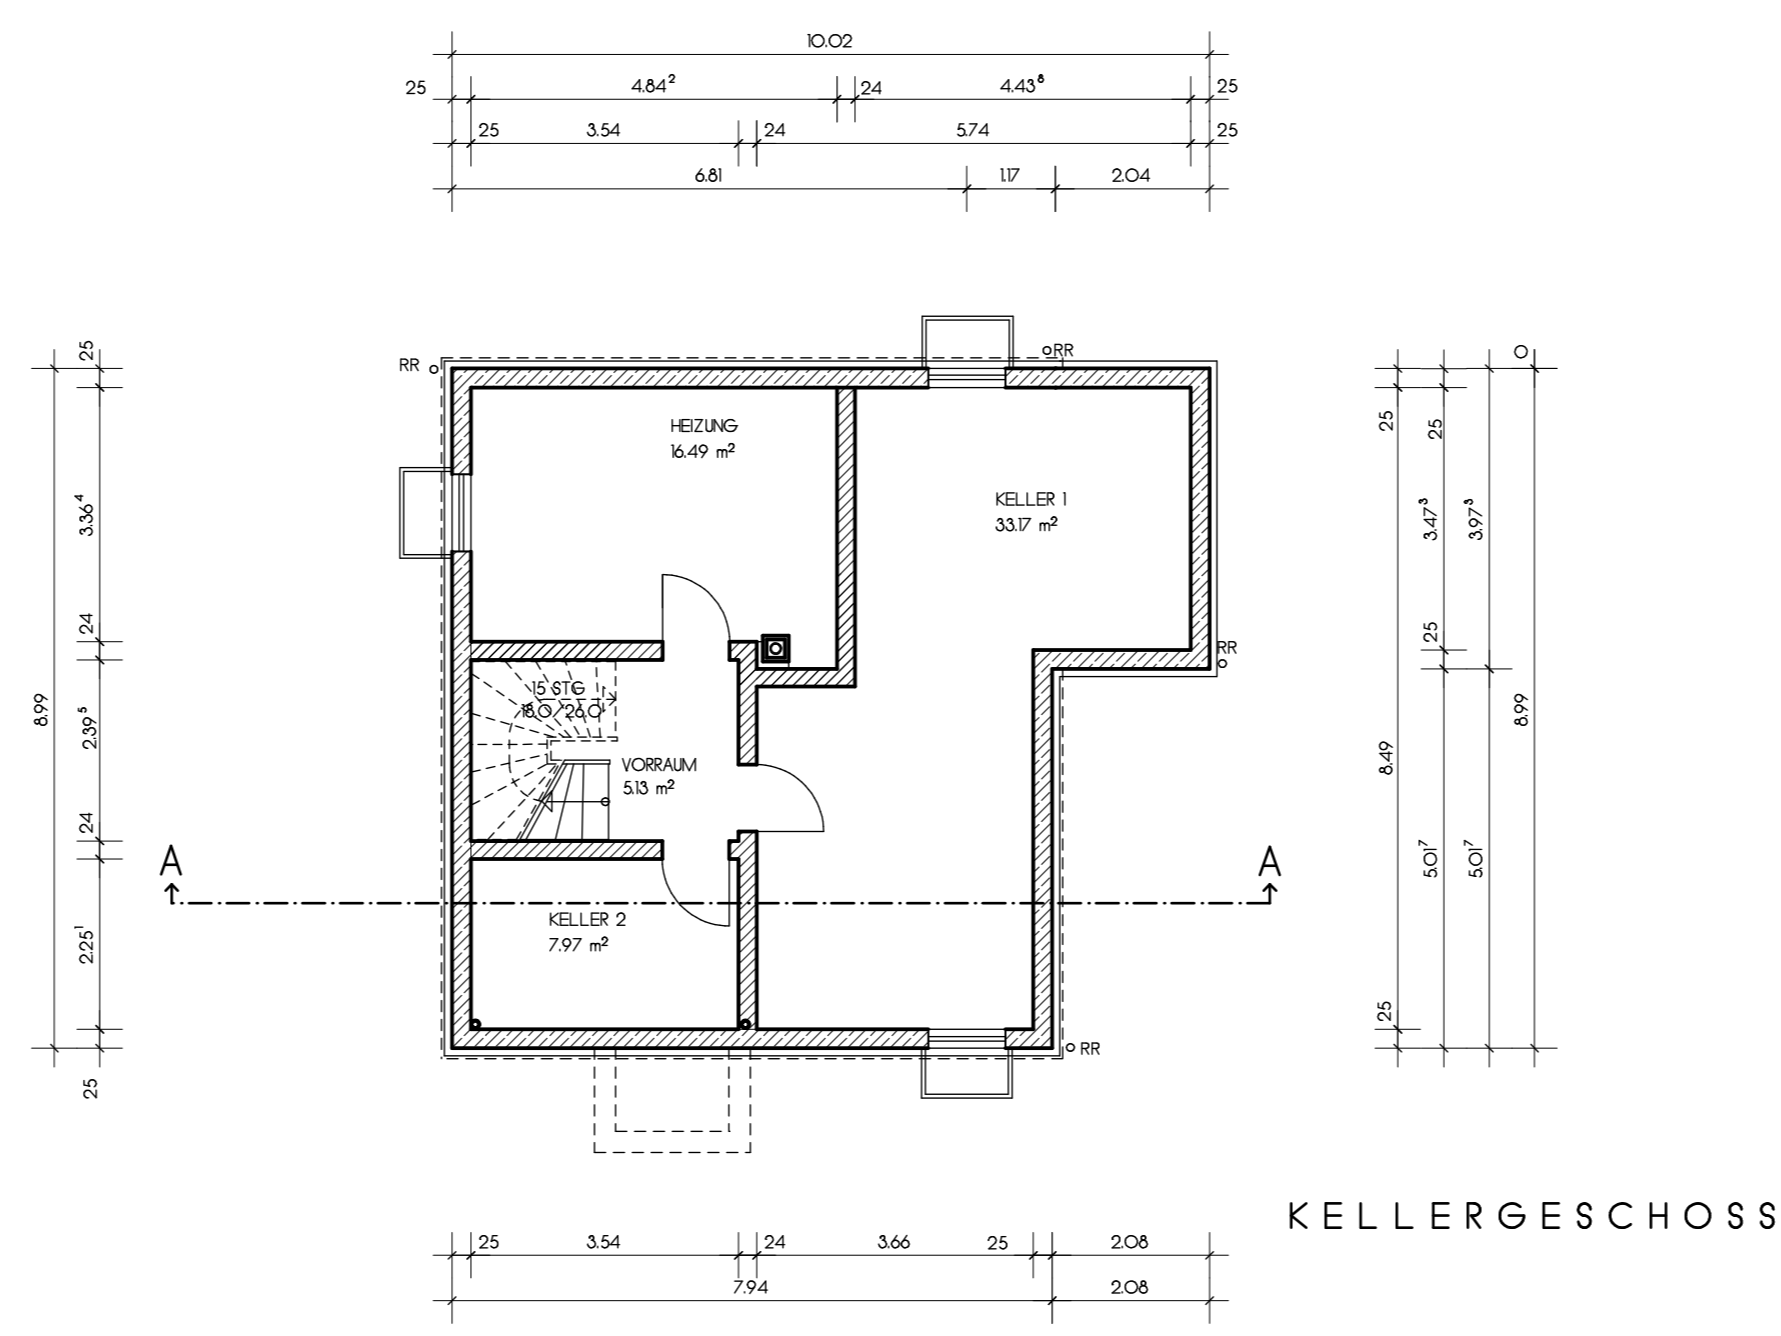 10.02
25 4.84² 24 4.43⁸ 25
25 3.54 24 5.74 25
6.81 1.17 2.04
RR
RR
O
25
25
25
HEIZUNG
16.49 m²
KELLER 1
33.17 m²
3.36⁴
3.47³
3.97³
24
25
RR
15 STG
18.0/26.0
8.99
2.39⁵
VORRAUM
5.13 m²
8.49
8.99
24
A
A
5.01⁷
5.01⁷
KELLER 2
7.97 m²
2.25¹
25
RR
25
KELLERGESCHOSS
25 3.54 24 3.66 25 2.08
7.94 2.08